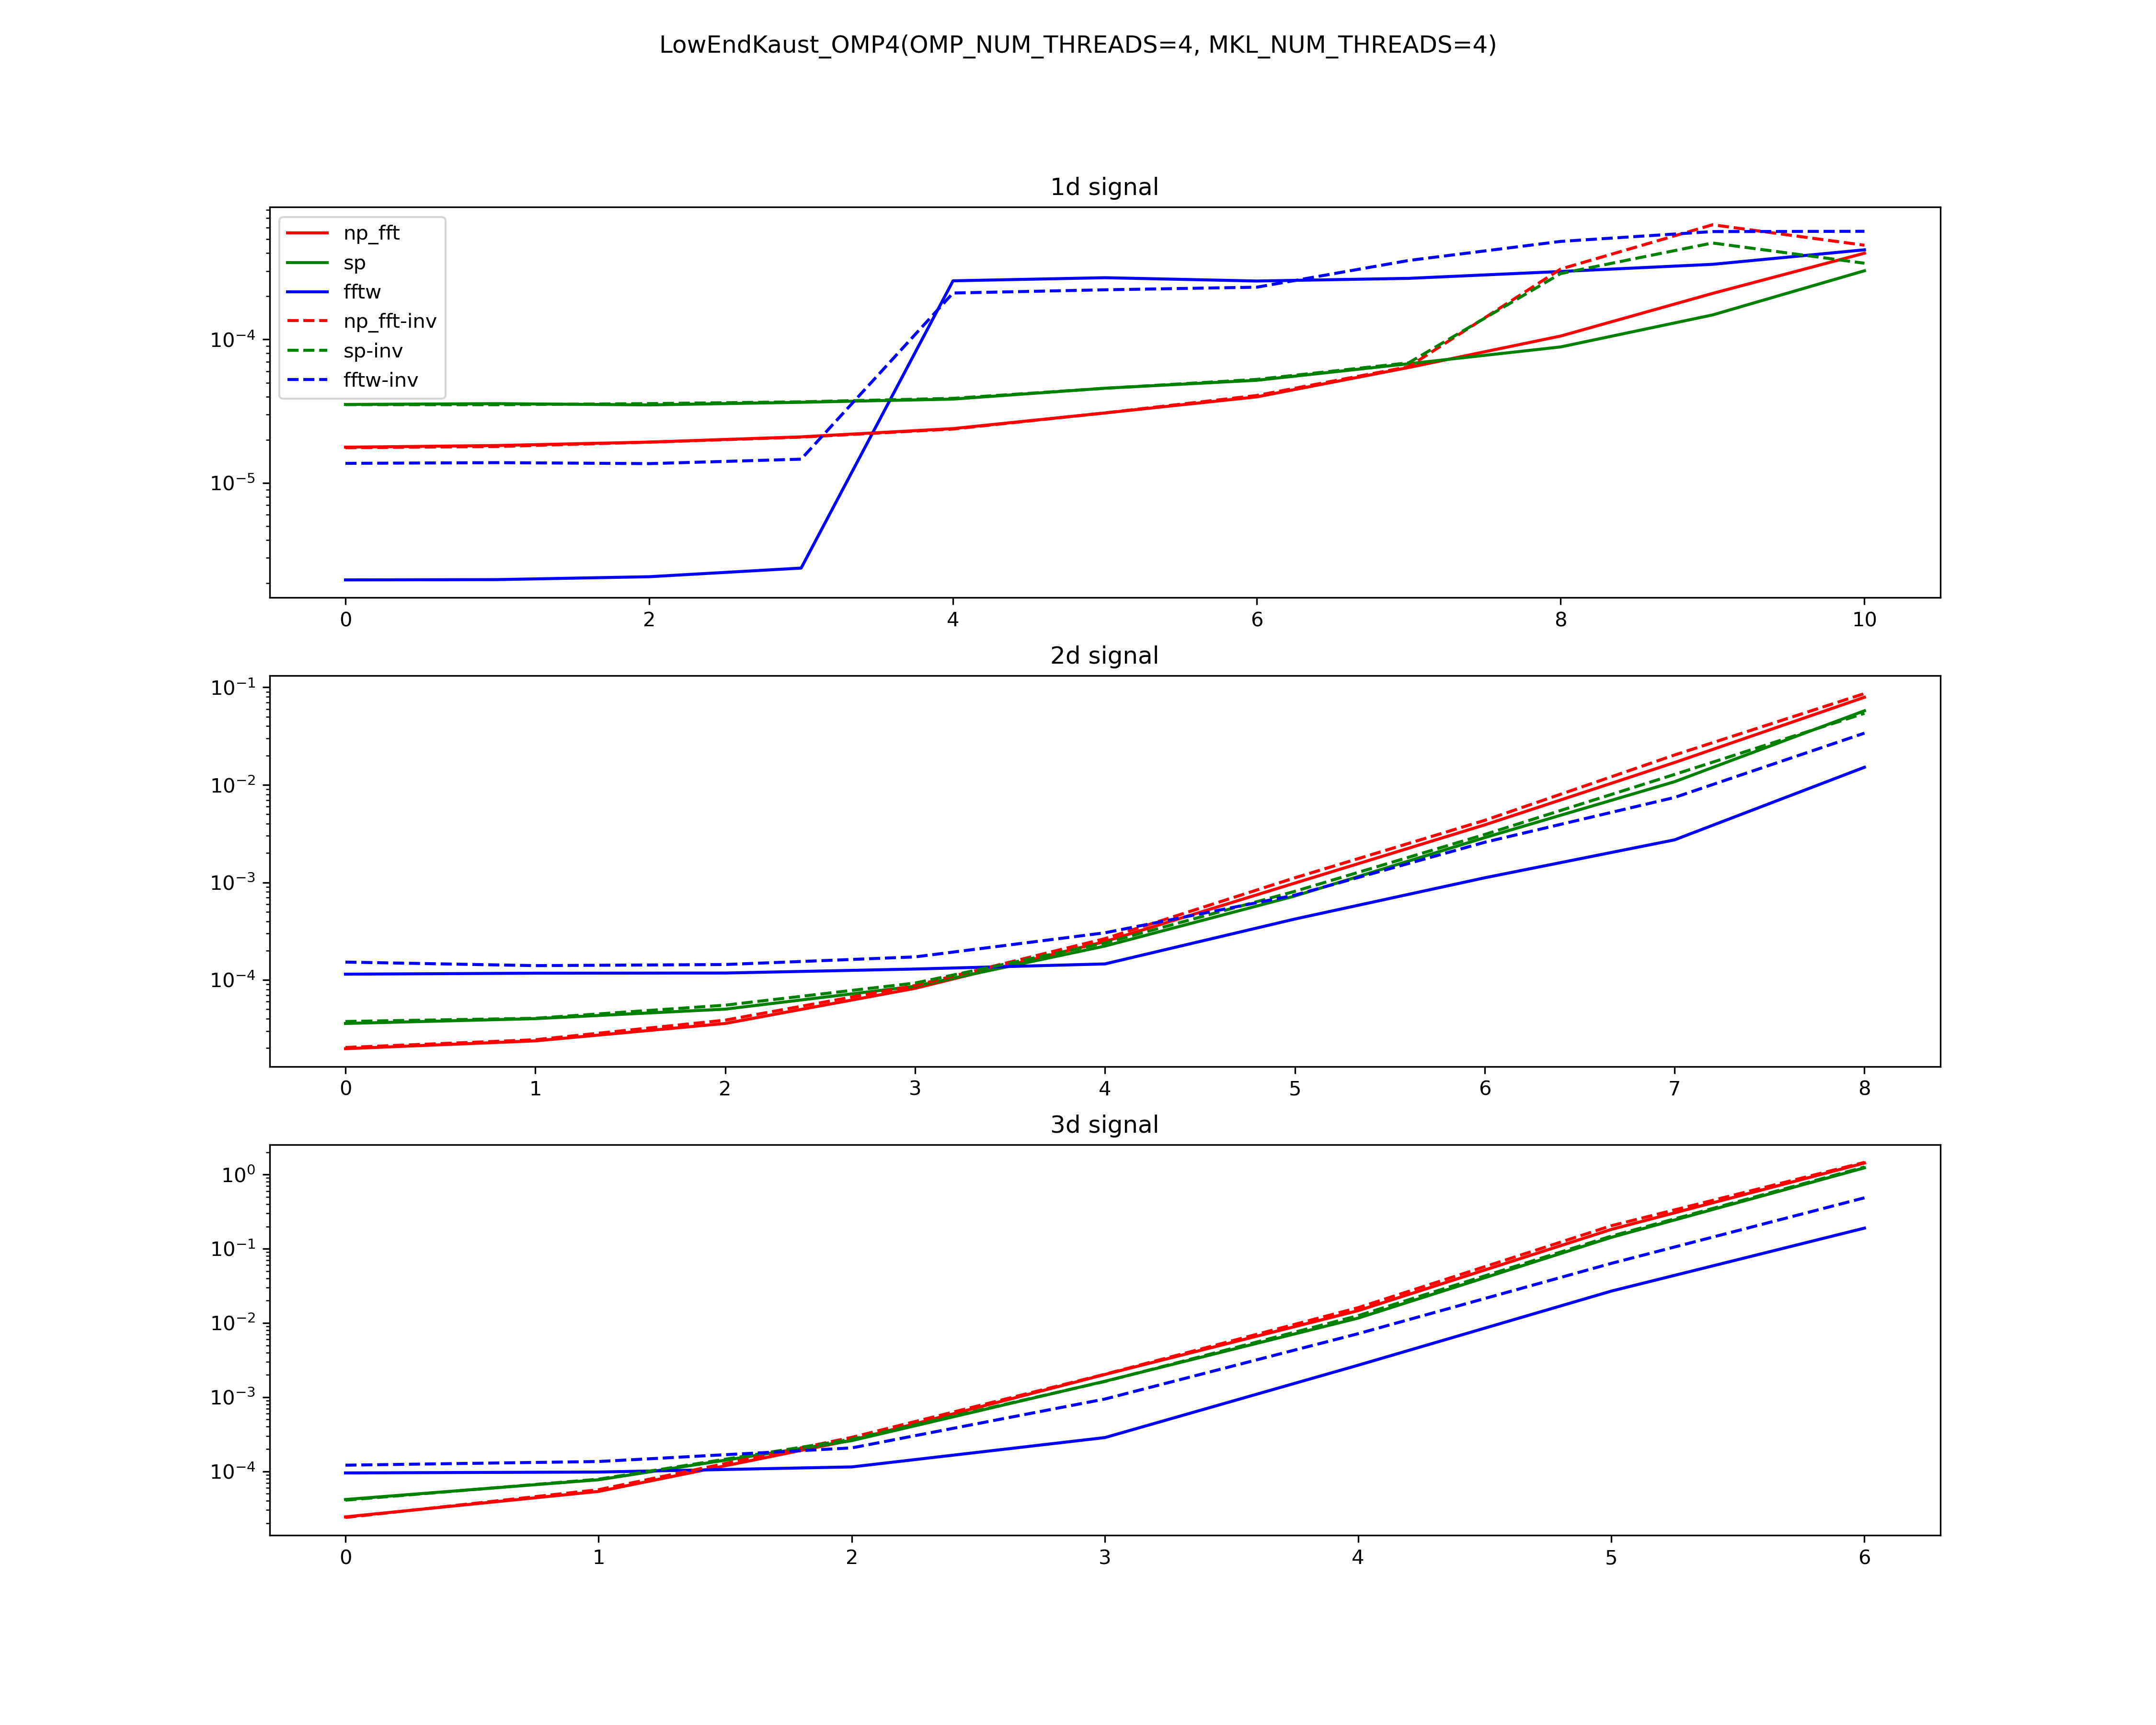 LowEndKaust_OMP4(OMP_NUM_THREADS=4, MKL_NUM_THREADS=4)
1d signal
np_fft
sp
fftw
np_fft-inv
sp-inv
fftw-inv
10⁻⁴
10⁻⁵
0 2 4 6 8 10
2d signal
10⁻¹
10⁻²
10⁻³
10⁻⁴
0 1 2 3 4 5 6 7 8
3d signal
10⁰
10⁻¹
10⁻²
10⁻³
10⁻⁴
0 1 2 3 4 5 6